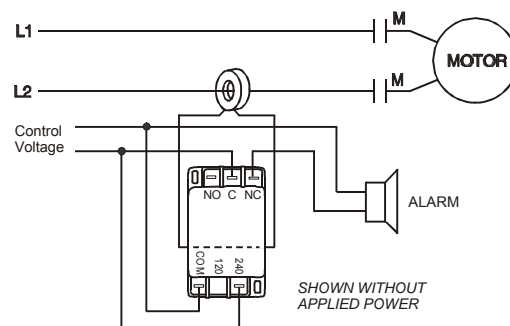 L1
M
MOTOR
L2
M
Control
Voltage
NO C NC
ALARM
COM 120 240
SHOWN WITHOUT
APPLIED POWER